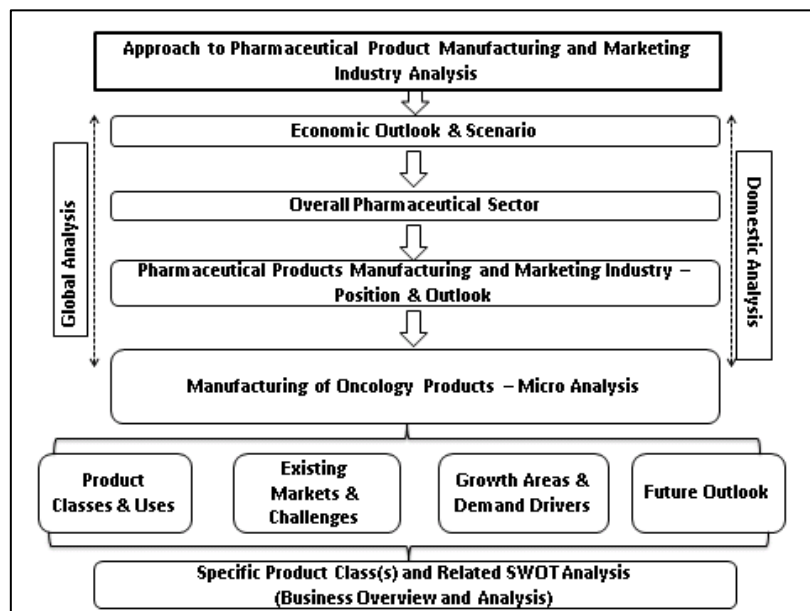 Approach to Pharmaceutical Product Manufacturing and Marketing
Industry Analysis
Economic Outlook & Scenario
Overall Pharmaceutical Sector
Pharmaceutical Products Manufacturing and Marketing Industry –
Position & Outlook
Global Analysis
Domestic Analysis
Manufacturing of Oncology Products – Micro Analysis
Product
Classes & Uses
Existing
Markets &
Challenges
Growth Areas &
Demand Drivers
Future Outlook
Specific Product Class(s) and Related SWOT Analysis
(Business Overview and Analysis)